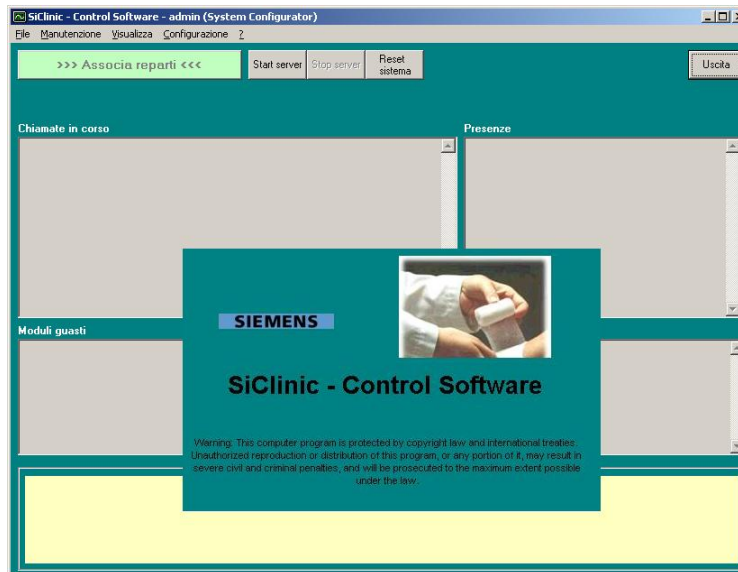 SiClinic - Control Software - admin (System Configurator)
File Manutenzione Visualizza Configurazione ?
>>> Associa reparti <<< Start server Stop server Reset sistema Uscita
Chiamate in corso Presenze
SIEMENS
Moduli guasti
SiClinic - Control Software
Warning: This computer program is protected by copyright law and international treaties.
Unauthorized reproduction or distribution of this program, or any portion of it, may result in
severe civil and criminal penalties, and will be prosecuted to the maximum extent possible
under the law.